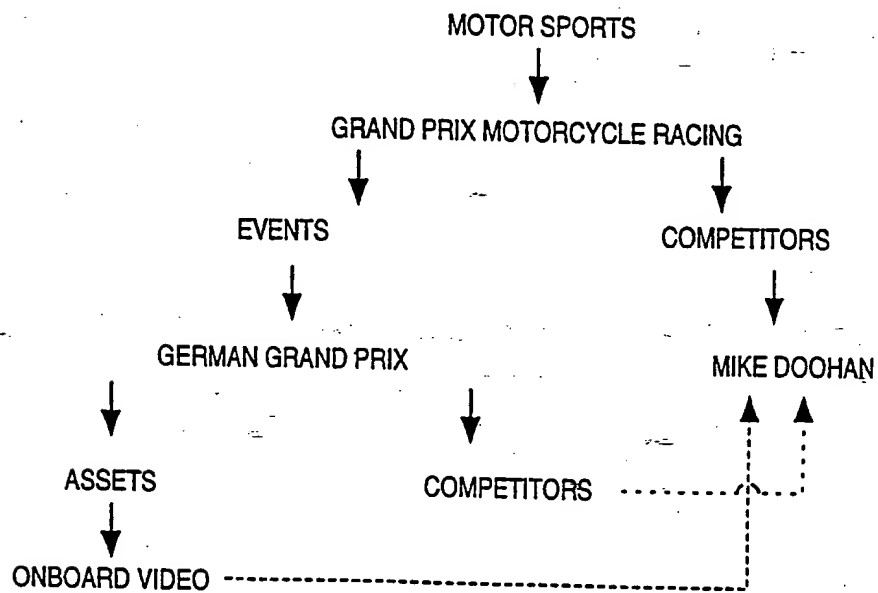 MOTOR SPORTS
GRAND PRIX MOTORCYCLE RACING
EVENTS
COMPETITORS
GERMAN GRAND PRIX
MIKE DOOHAN
ASSETS
COMPETITORS
ONBOARD VIDEO